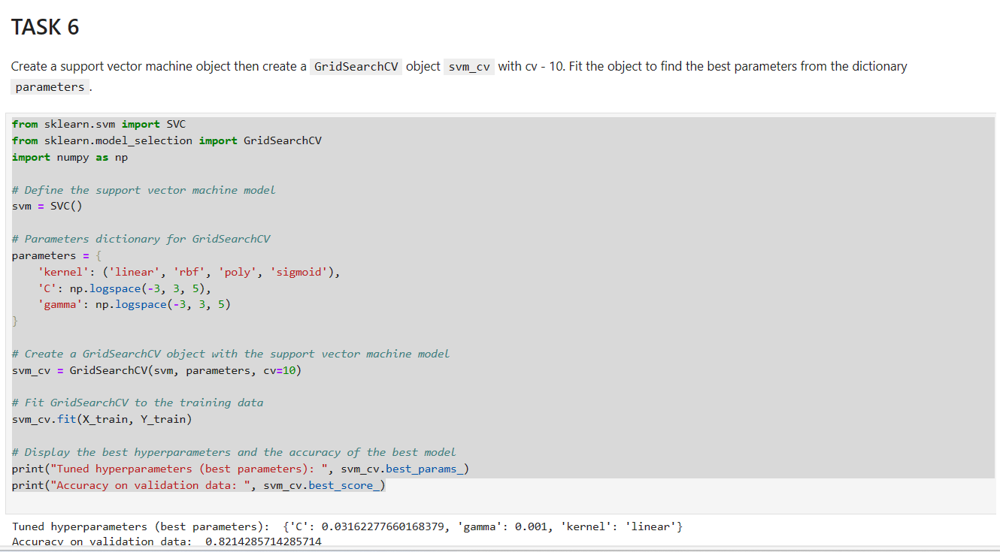 TASK 6
Create a support vector machine object then create a GridSearchCV object svm_cv with cv - 10. Fit the object to find the best parameters from the dictionary
parameters .
from sklearn.svm import SVC
from sklearn.model_selection import GridSearchCV
import numpy as np
# Define the support vector machine model
svm = SVC()
# Parameters dictionary for GridSearchCV
parameters = {
    'kernel': ('linear', 'rbf', 'poly', 'sigmoid'),
    'C': np.logspace(-3, 3, 5),
    'gamma': np.logspace(-3, 3, 5)
}
# Create a GridSearchCV object with the support vector machine model
svm_cv = GridSearchCV(svm, parameters, cv=10)
# Fit GridSearchCV to the training data
svm_cv.fit(X_train, Y_train)
# Display the best hyperparameters and the accuracy of the best model
print("Tuned hyperparameters (best parameters): ", svm_cv.best_params_)
print("Accuracy on validation data: ", svm_cv.best_score_)
Tuned hyperparameters (best parameters):  {'C': 0.03162277660168379, 'gamma': 0.001, 'kernel': 'linear'}
Accuracy on validation data:  0.8214285714285714